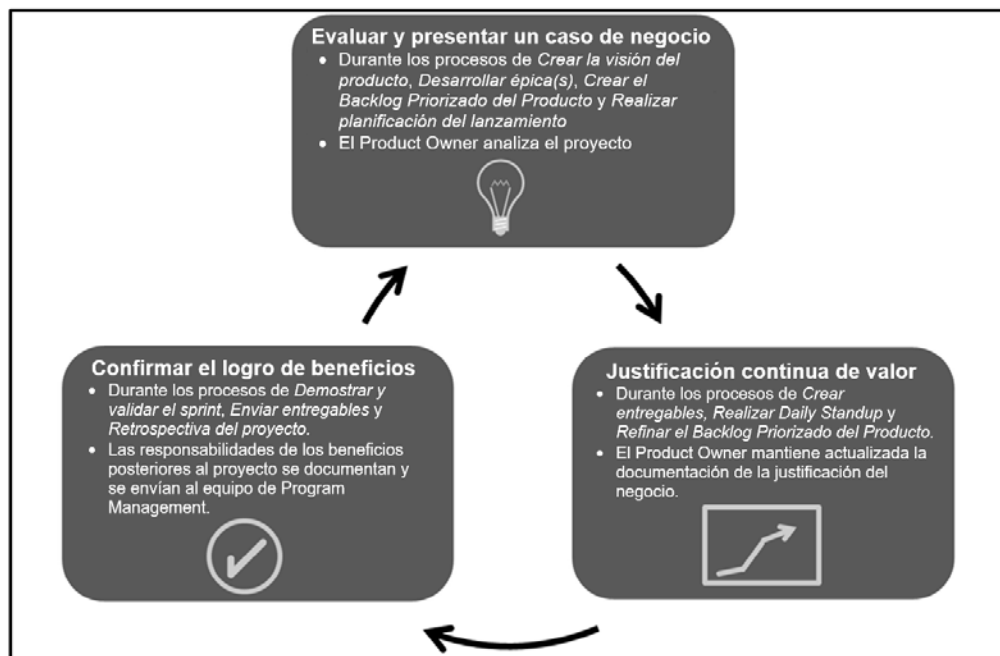 Evaluar y presentar un caso de negocio
• Durante los procesos de Crear la visión del
producto, Desarrollar épica(s), Crear el
Backlog Priorizado del Producto y Realizar
planificación del lanzamiento
• El Product Owner analiza el proyecto
Confirmar el logro de beneficios
• Durante los procesos de Demostrar y
validar el sprint, Enviar entregables y
Retrospectiva del proyecto.
• Las responsabilidades de los beneficios
posteriores al proyecto se documentan y
se envían al equipo de Program
Management.
Justificación continua de valor
• Durante los procesos de Crear
entregables, Realizar Daily Standup y
Refinar el Backlog Priorizado del Producto.
• El Product Owner mantiene actualizada la
documentación de la justificación del
negocio.